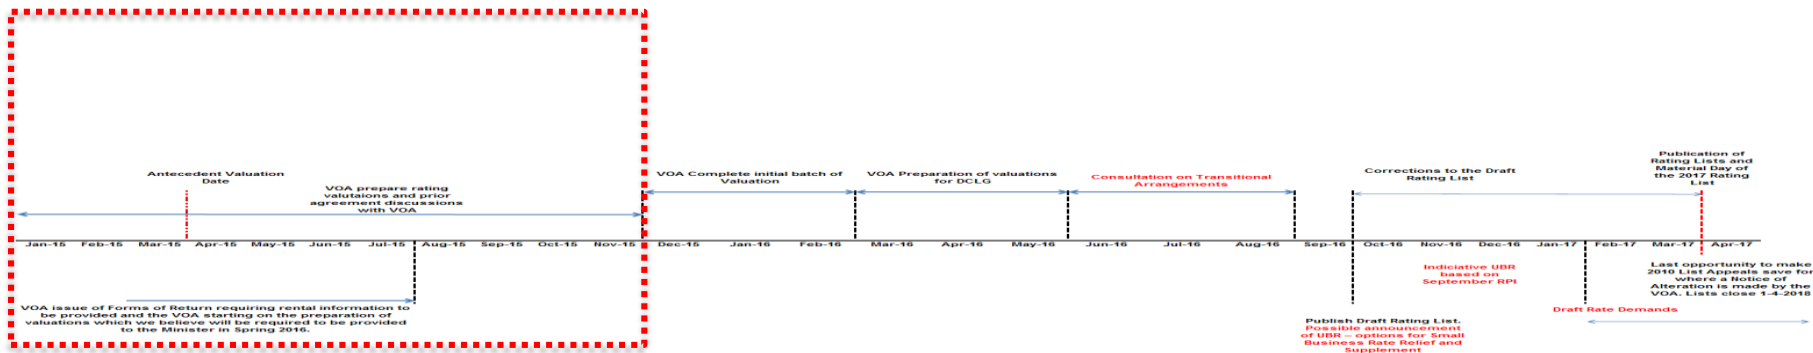 Antecedent Valuation
Date
VOA prepare rating
valutaions and prior
agreement discussions
with VOA
VOA Complete initial batch of
Valuation
VOA Preparation of valuations
for DCLG
Consultation on Transitional
Arrangements
Corrections to the Draft
Rating List
Publication of
Rating Lists and
Material Day of
the 2017 Rating
List
Jan-15 Feb-15 Mar-15 Apr-15 May-15 Jun-15 Jul-15 Aug-15 Sep-15 Oct-15 Nov-15 Dec-15 Jan-16 Feb-16 Mar-16 Apr-16 May-16 Jun-16 Jul-16 Aug-16 Sep-16 Oct-16 Nov-16 Dec-16 Jan-17 Feb-17 Mar-17 Apr-17
VOA issue of Forms of Return requiring rental information to
be provided and the VOA starting on the preparation of
valuations which we believe will be required to be provided
to the Minister in Spring 2016.
Indiciative UBR
based on
September RPI
Last opportunity to make
2010 List Appeals save for
where a Notice of
Alteration is made by the
VOA. Lists close 1-4-2018
Draft Rate Demands
Publish Draft Rating List.
Possible announcement
of UBR – options for Small
Business Rate Relief and
Supplement